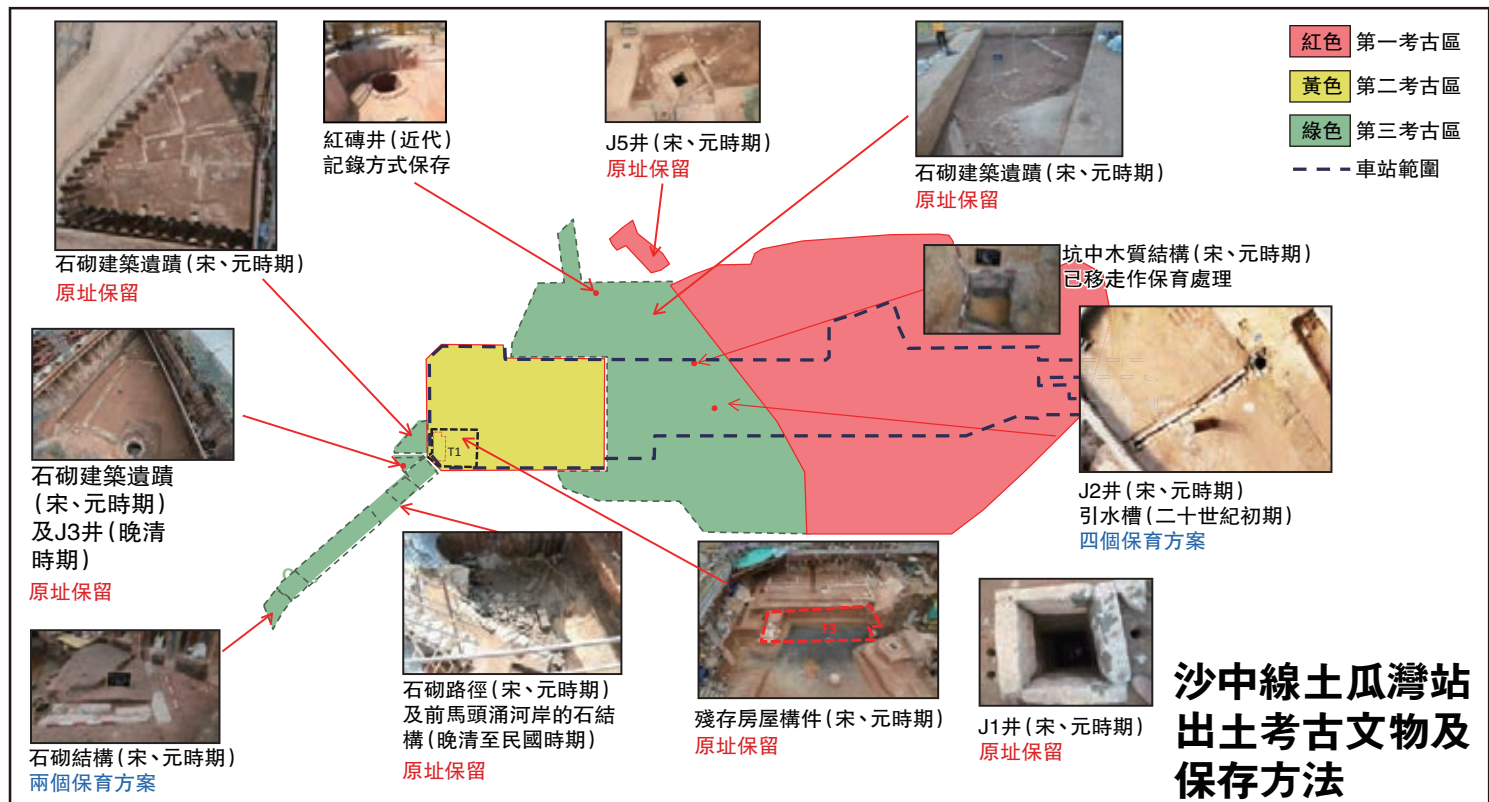 紅色 第一考古區
黃色 第二考古區
綠色 第三考古區
車站範圍
石砌建築遺蹟(宋、元時期)
原址保留
紅磚井(近代)
記錄方式保存
J5井(宋、元時期)
原址保留
石砌建築遺蹟(宋、元時期)
原址保留
坑中木質結構(宋、元時期)
已移走作保育處理
石砌建築遺蹟
(宋、元時期)
及J3井(晚清
時期)
原址保留
T1
J2井(宋、元時期)
引水槽(二十世紀初期)
四個保育方案
石砌結構(宋、元時期)
兩個保育方案
石砌路徑(宋、元時期)
及前馬頭涌河岸的石結
構(晚清至民國時期)
原址保留
F3
殘存房屋構件(宋、元時期)
原址保留
J1井(宋、元時期)
原址保留
沙中線土瓜灣站
出土考古文物及
保存方法